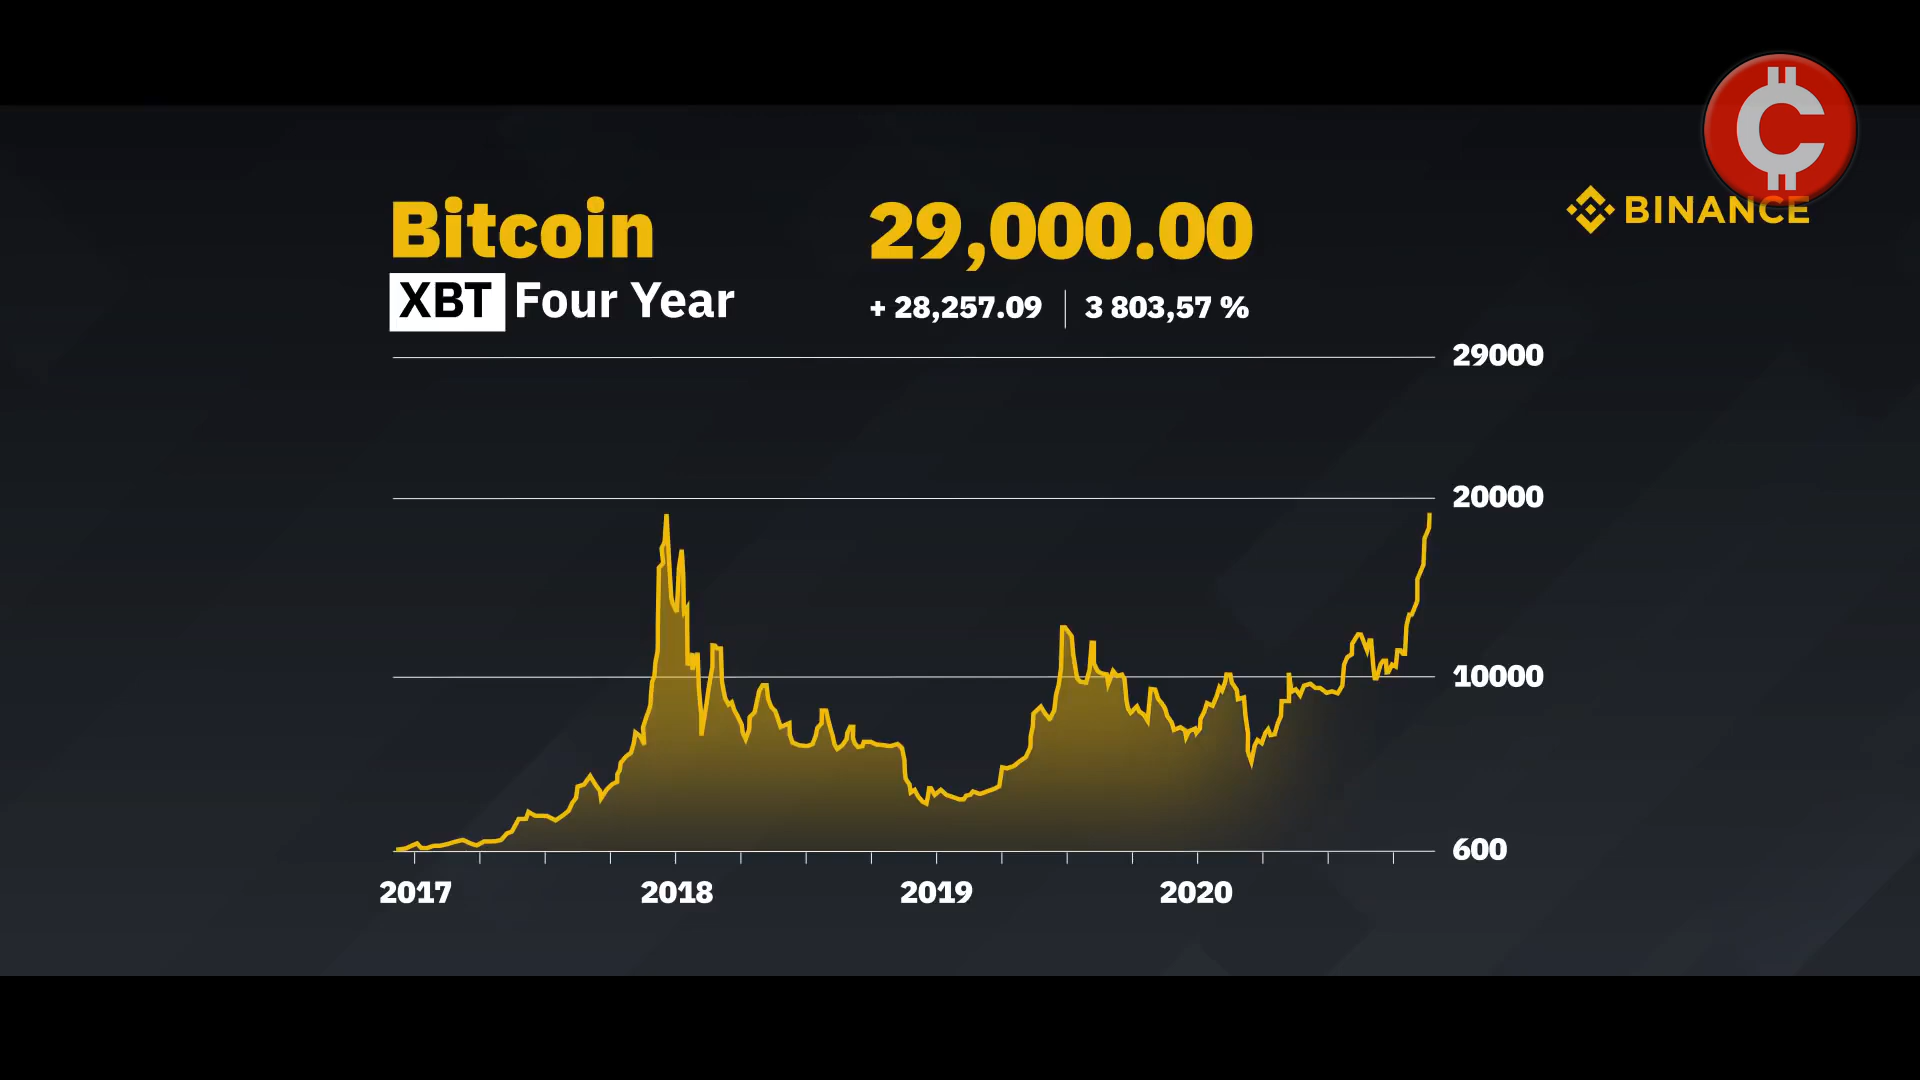 Bitcoin
29,000.00
BINANCE
XBT Four Year
+ 28,257.09 | 3 803,57 %
29000
20000
10000
600
2017 2018 2019 2020